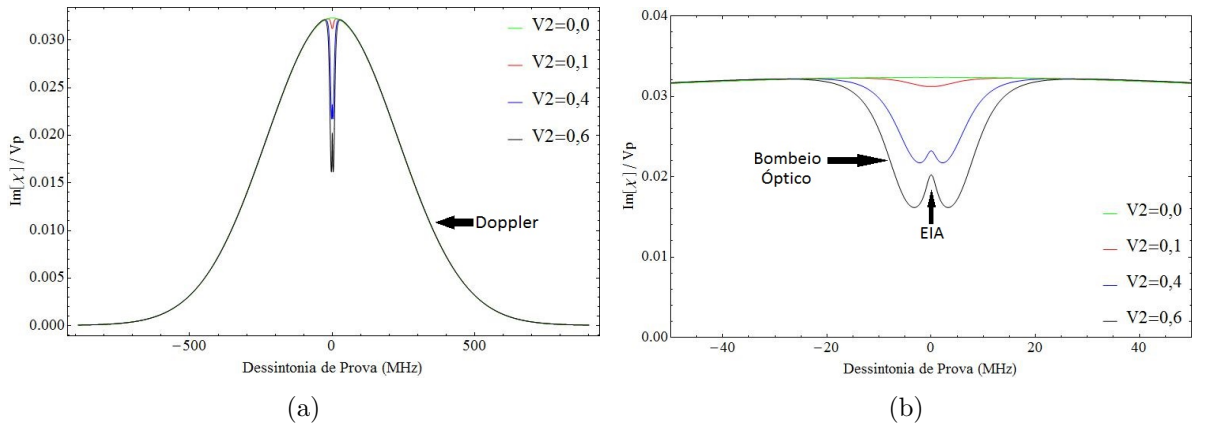 0.030
0.025
0.020
0.015
0.010
0.005
0.000
Im[χ] / Vp
−500
0
500
Dessintonia de Prova (MHz)
V2=0,0
V2=0,1
V2=0,4
V2=0,6
Doppler
(a)
0.04
0.03
0.02
0.01
0.00
Im[χ] / Vp
−40
−20
0
20
40
Dessintonia de Prova (MHz)
Bombeio
Óptico
EIA
V2=0,0
V2=0,1
V2=0,4
V2=0,6
(b)